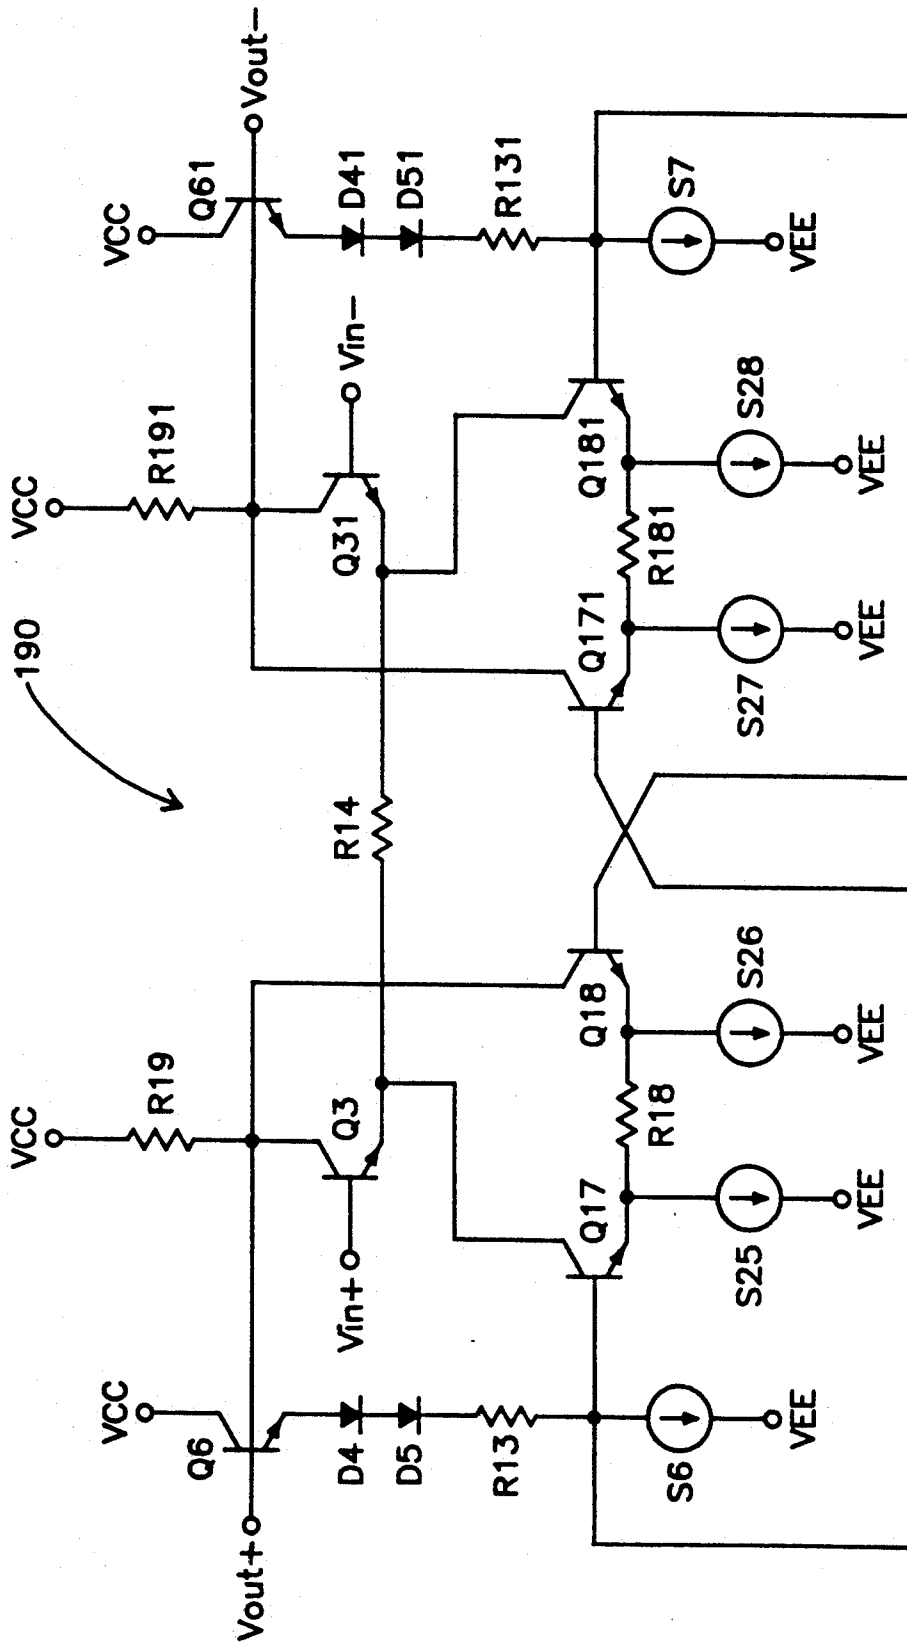 190
VCC
VCC
R19
R191
VCC
VCC
Q6
Q61
Vout+
Vout−
Q3
R14
Q31
Vin+
Vin−
D4
D41
D5
D51
R13
R131
Q17
Q18
Q171
Q181
R18
R181
S6
S25
S26
S27
S28
S7
VEE
VEE
VEE
VEE
VEE
VEE